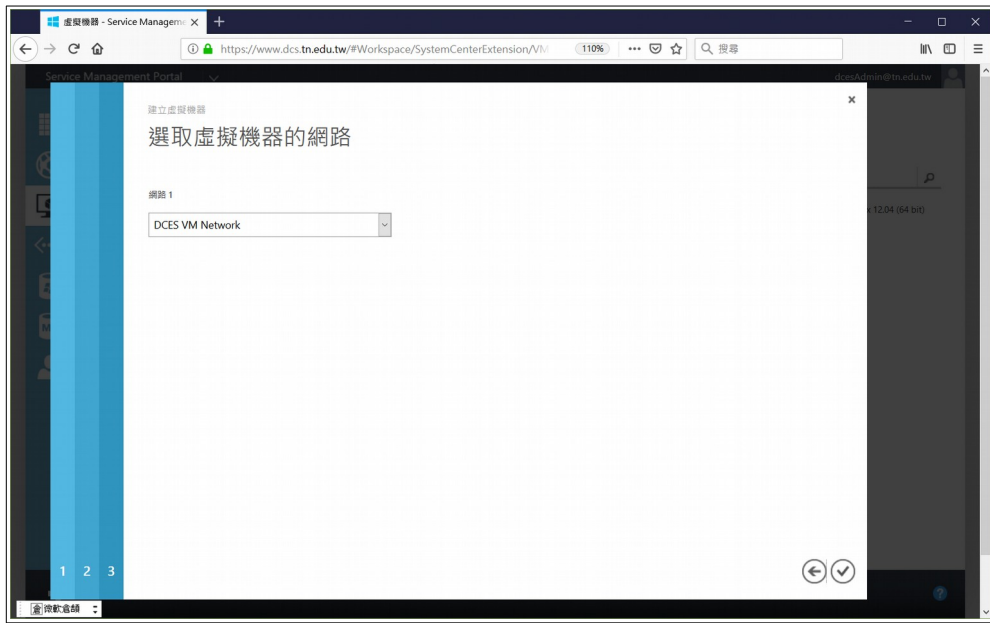 虛擬機器 - Service Manageme
https://www.dcs.tn.edu.tw/#Workspace/SystemCenterExtension/VM
110%
搜尋
Service Management Portal
dcesAdmin@tn.edu.tw
建立虛擬機器
選取虛擬機器的網路
網路 1
DCES VM Network
x 12.04 (64 bit)
1 2 3
倉 微軟倉頡